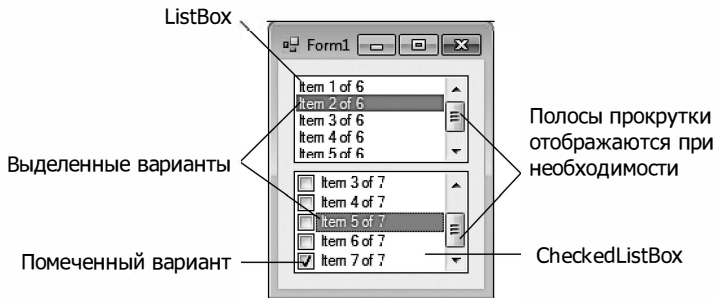 ListBox
Form1
Item 1 of 6
Item 2 of 6
Item 3 of 6
Item 4 of 6
Item 5 of 6
Выделенные варианты
Полосы прокрутки
отображаются при
необходимости
Item 3 of 7
Item 4 of 7
Item 5 of 7
Item 6 of 7
Item 7 of 7
Помеченный вариант
CheckedListBox